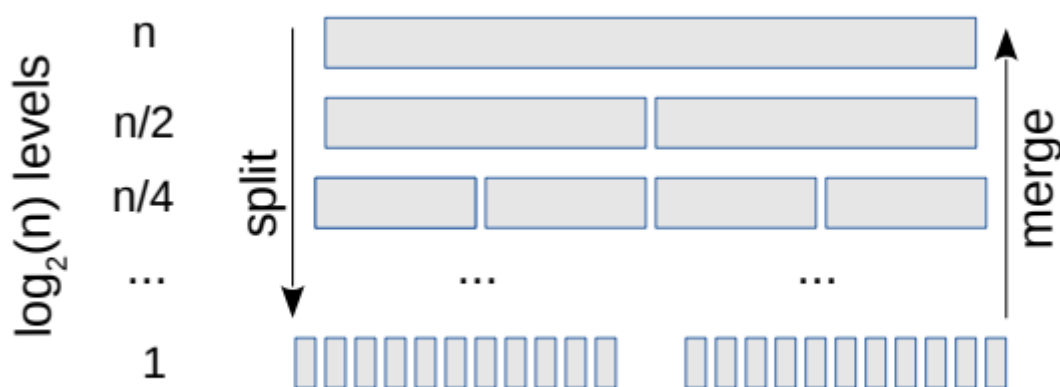 log₂(n) levels
n
n/2
n/4
...
1
split
...
...
merge